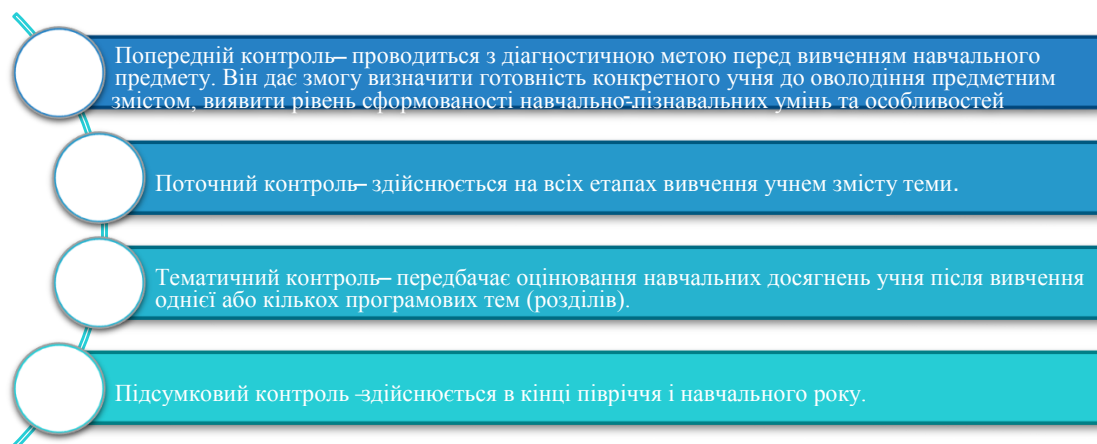 Попередній контроль– проводиться з діагностичною метою перед вивченням навчального
предмету. Він дає змогу визначити готовність конкретного учня до оволодіння предметним
змістом, виявити рівень сформованості навчально-пізнавальних умінь та особливостей
Поточний контроль– здійснюється на всіх етапах вивчення учнем змісту теми.
Тематичний контроль– передбачає оцінювання навчальних досягнень учня після вивчення
однієї або кількох програмових тем (розділів).
Підсумковий контроль –здійснюється в кінці півріччя і навчального року.